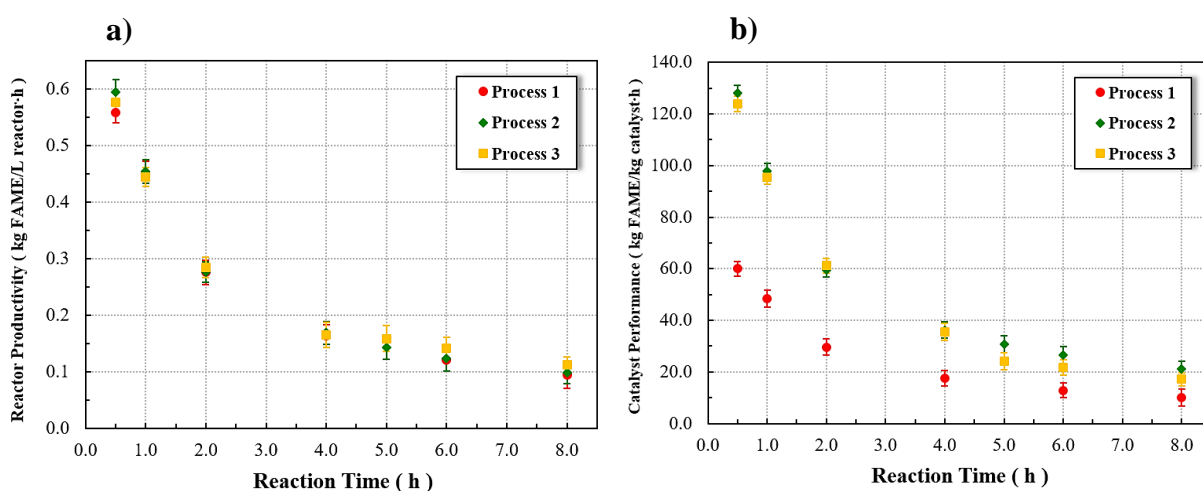 a)
Reactor Productivity ( kg FAME/L reactor·h )
0.6
0.5
0.4
0.3
0.2
0.1
0.0
Process 1
Process 2
Process 3
0.0 1.0 2.0 3.0 4.0 5.0 6.0 7.0 8.0
Reaction Time ( h )
b)
Catalyst Performance ( kg FAME/kg catalyst·h )
140.0
120.0
100.0
80.0
60.0
40.0
20.0
0.0
Process 1
Process 2
Process 3
0.0 1.0 2.0 3.0 4.0 5.0 6.0 7.0 8.0
Reaction Time ( h )